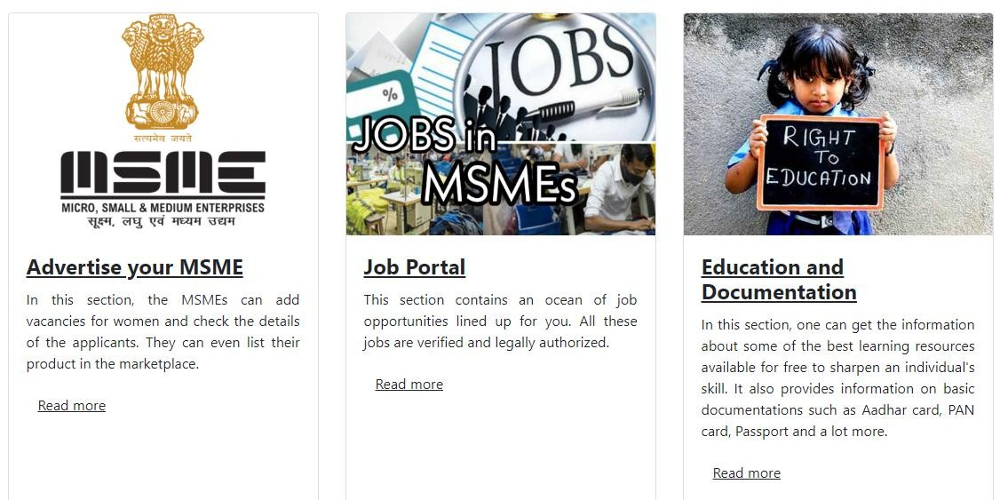 सत्यमेव जयते
MSME
MICRO, SMALL & MEDIUM ENTERPRISES
सूक्ष्म, लघु एवं मध्यम उद्यम
Advertise your MSME
In this section, the MSMEs can add
vacancies for women and check the details
of the applicants. They can even list their
product in the marketplace.
Read more
%
JOBS
JOBS in
MSMEs
Job Portal
This section contains an ocean of job
opportunities lined up for you. All these
jobs are verified and legally authorized.
Read more
RIGHT
TO
EDUCATION
Education and
Documentation
In this section, one can get the information
about some of the best learning resources
available for free to sharpen an individual's
skill. It also provides information on basic
documentations such as Aadhar card, PAN
card, Passport and a lot more.
Read more